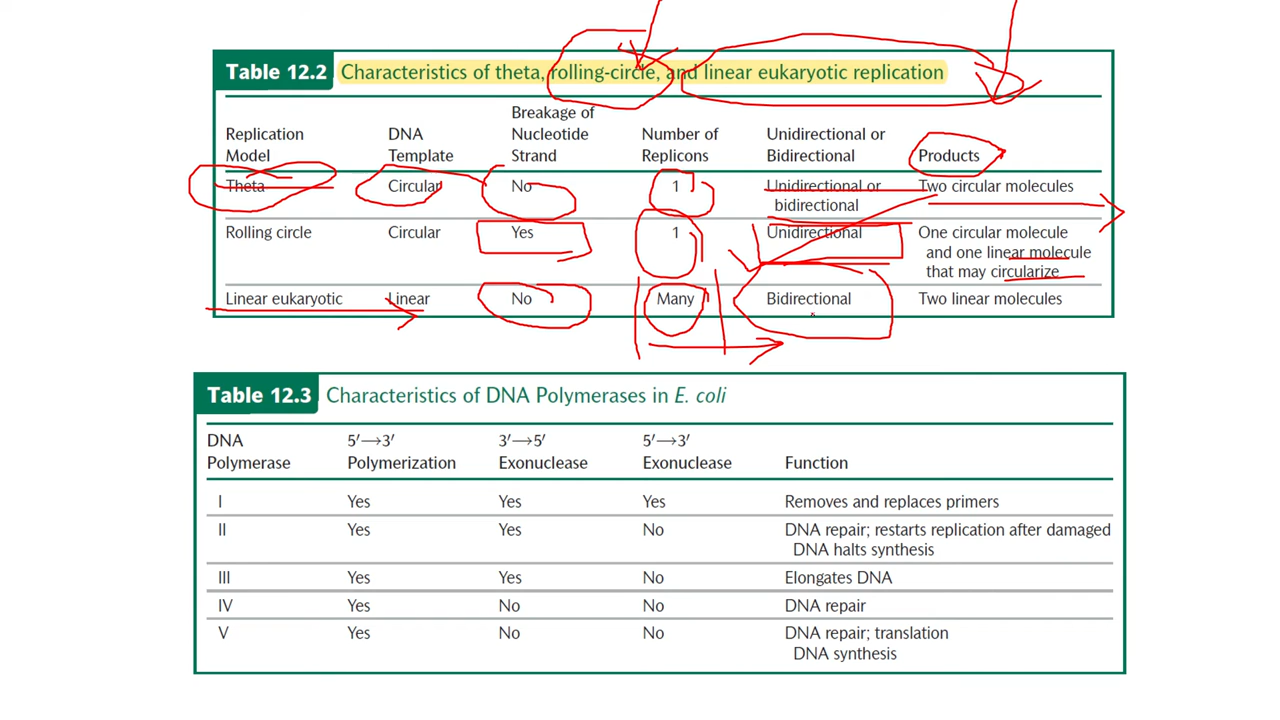 Table 12.2 Characteristics of theta, rolling-circle, and linear eukaryotic replication
Breakage of
Replication DNA Nucleotide Number of Unidirectional or
Model Template Strand Replicons Bidirectional Products
Theta Circular No 1 Unidirectional or Two circular molecules
bidirectional
Rolling circle Circular Yes 1 Unidirectional One circular molecule
and one linear molecule
that may circularize
Linear eukaryotic Linear No Many Bidirectional Two linear molecules
Table 12.3 Characteristics of DNA Polymerases in E. coli
DNA 5′→3′ 3′→5′ 5′→3′
Polymerase Polymerization Exonuclease Exonuclease Function
I Yes Yes Yes Removes and replaces primers
II Yes Yes No DNA repair; restarts replication after damaged
DNA halts synthesis
III Yes Yes No Elongates DNA
IV Yes No No DNA repair
V Yes No No DNA repair; translation
DNA synthesis